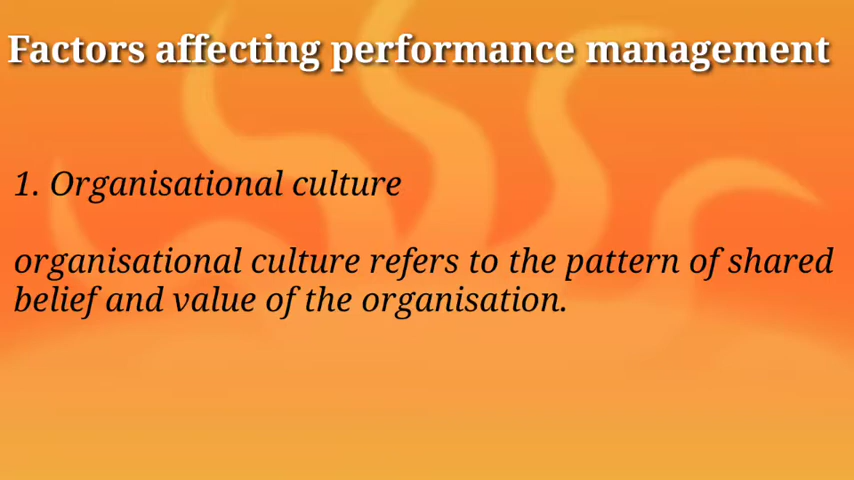 Factors affecting performance management
1. Organisational culture
organisational culture refers to the pattern of shared
belief and value of the organisation.